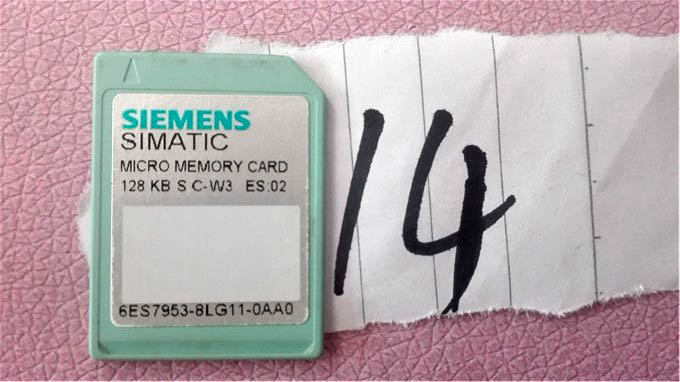 SIEMENS
SIMATIC
MICRO MEMORY CARD
128 KB S C-W3 ES:02
6ES7953-8LG11-0AA0
14